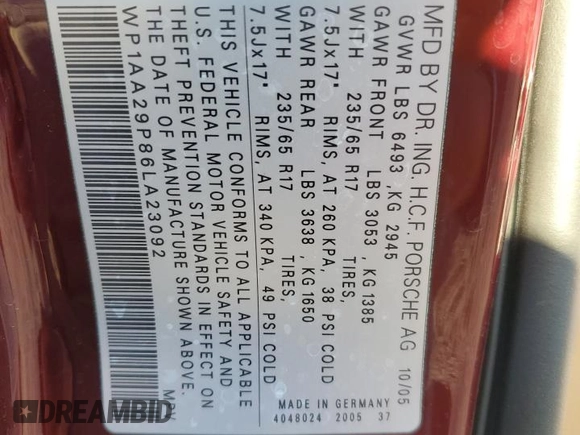 MFD BY DR. ING. H.C.F. PORSCHE AG 10/05
GVWR LBS 6493 ,KG 2945
GAWR FRONT LBS 3053 ,KG 1385
WITH 235/65 R17 TIRES,
7.5Jx17" RIMS, AT 260 KPA, 38 PSI COLD
GAWR REAR LBS 3638 ,KG 1650
WITH 235/65 R17 TIRES,
7.5Jx17" RIMS, AT 340 KPA, 49 PSI COLD
THIS VEHICLE CONFORMS TO ALL APPLICABLE
U.S. FEDERAL MOTOR VEHICLE SAFETY AND
THEFT PREVENTION STANDARDS IN EFFECT ON
THE DATE OF MANUFACTURE SHOWN ABOVE.
WP1AA29P86LA23092 MPV
MADE IN GERMANY
4048024 2005 37
DREAMBID